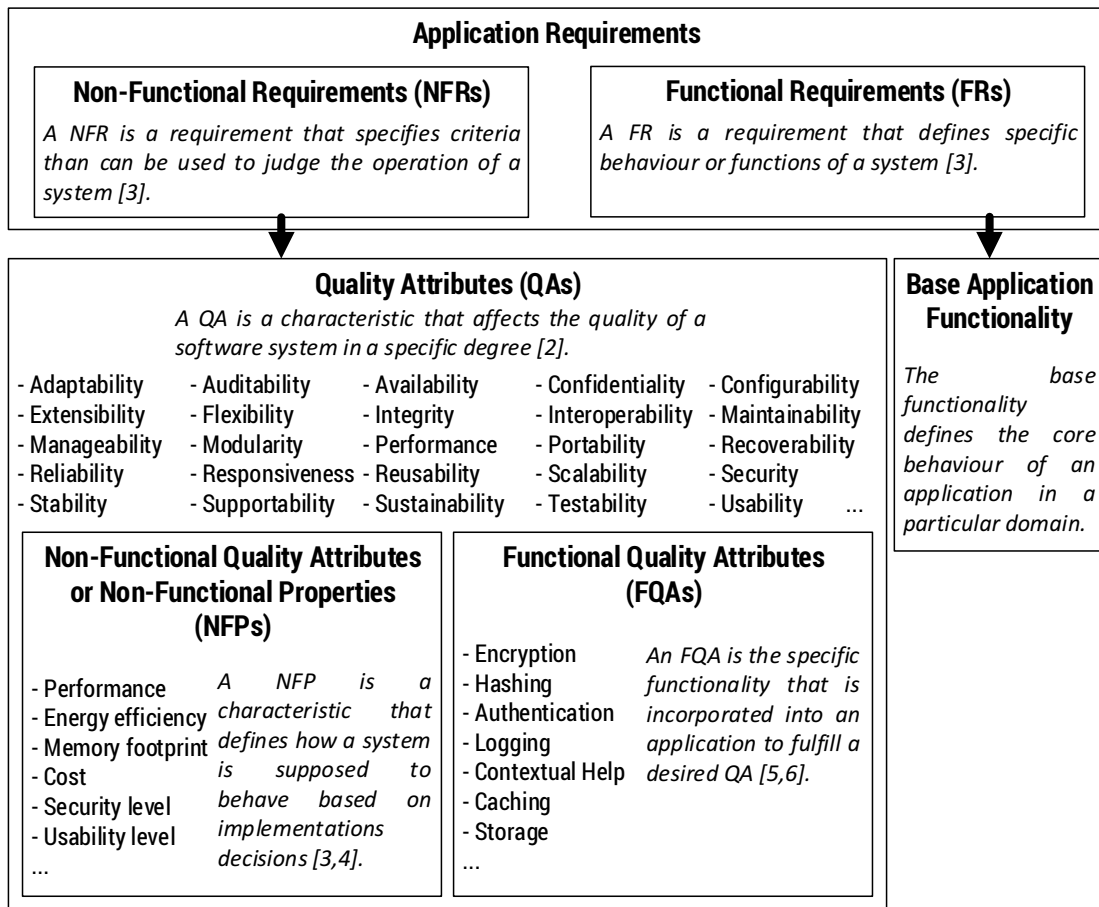 Application Requirements
Non-Functional Requirements (NFRs)
A NFR is a requirement that specifies criteria
than can be used to judge the operation of a
system [3].
Functional Requirements (FRs)
A FR is a requirement that defines specific
behaviour or functions of a system [3].
Quality Attributes (QAs)
A QA is a characteristic that affects the quality of a
software system in a specific degree [2].
- Adaptability - Auditability - Availability - Confidentiality - Configurability
- Extensibility - Flexibility - Integrity - Interoperability - Maintainability
- Manageability - Modularity - Performance - Portability - Recoverability
- Reliability - Responsiveness - Reusability - Scalability - Security
- Stability - Supportability - Sustainability - Testability - Usability ...
Base Application
Functionality
The base
functionality
defines the core
behaviour of an
application in a
particular domain.
Non-Functional Quality Attributes
or Non-Functional Properties
(NFPs)
- Performance
- Energy efficiency
- Memory footprint
- Cost
- Security level
- Usability level
...
A NFP is a
characteristic that
defines how a system
is supposed to
behave based on
implementations
decisions [3,4].
Functional Quality Attributes
(FQAs)
- Encryption
- Hashing
- Authentication
- Logging
- Contextual Help
- Caching
- Storage
...
An FQA is the specific
functionality that is
incorporated into an
application to fulfill a
desired QA [5,6].